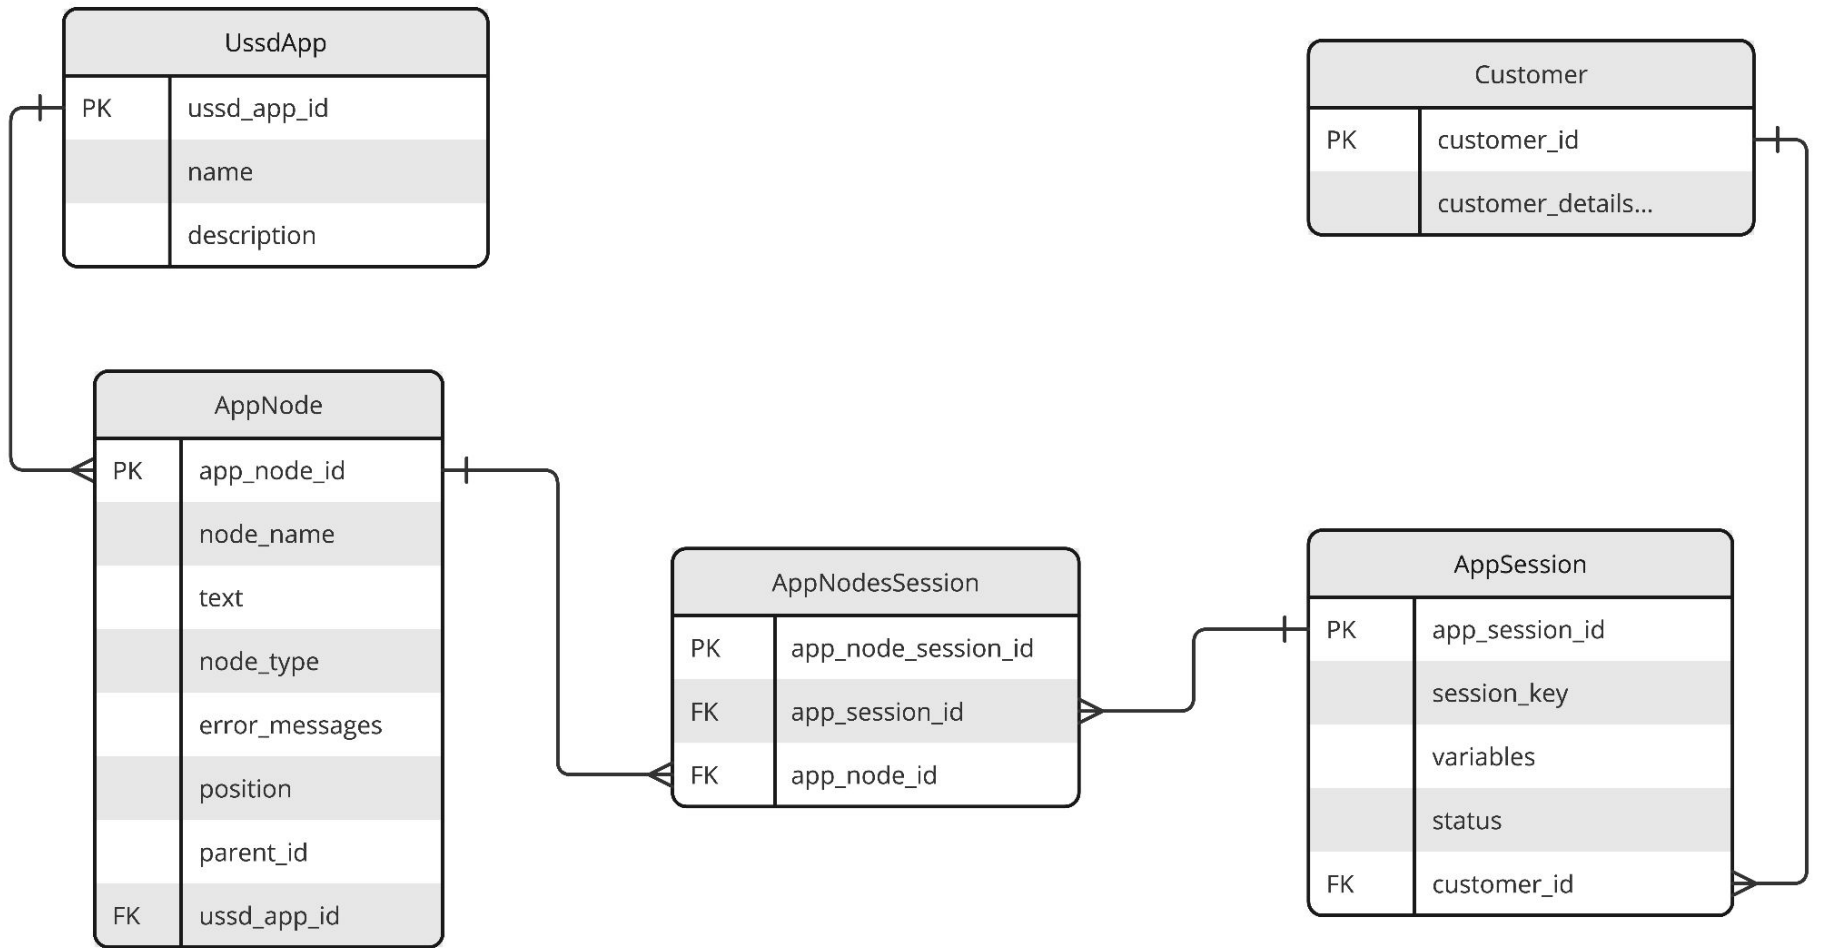 UssdApp
PK ussd_app_id
name
description
Customer
PK customer_id
customer_details...
AppNode
PK app_node_id
node_name
text
node_type
error_messages
position
parent_id
FK ussd_app_id
AppNodesSession
PK app_node_session_id
FK app_session_id
FK app_node_id
AppSession
PK app_session_id
session_key
variables
status
FK customer_id